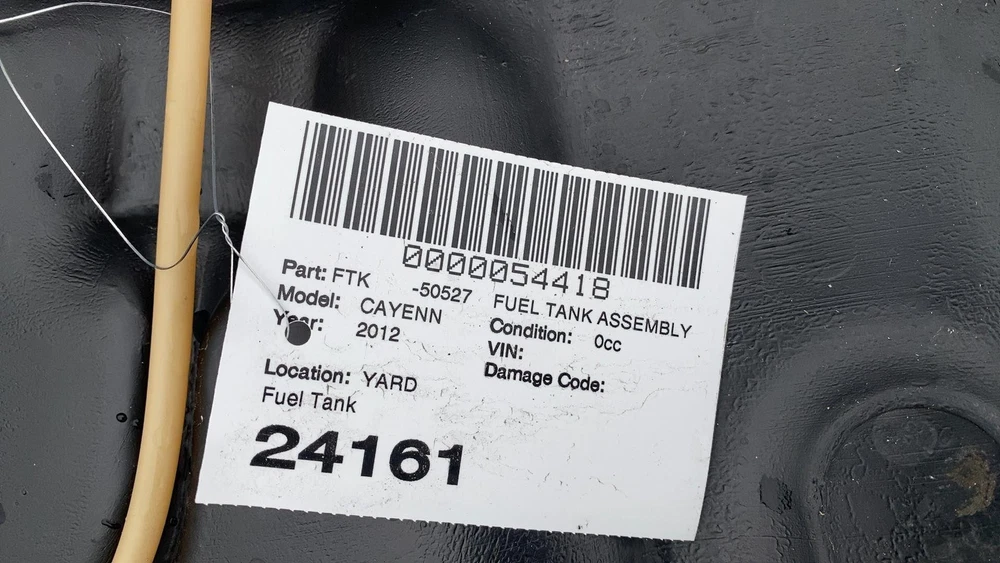 0000054418
Part: FTK -50527 FUEL TANK ASSEMBLY
Model: CAYENN Condition: 0cc
Year: 2012 VIN:
Damage Code:
Location: YARD
Fuel Tank
24161